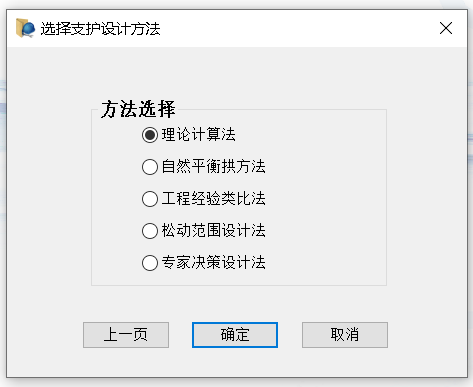 选择支护设计方法
方法选择
理论计算法
自然平衡拱方法
工程经验类比法
松动范围设计法
专家决策设计法
上一页
确定
取消